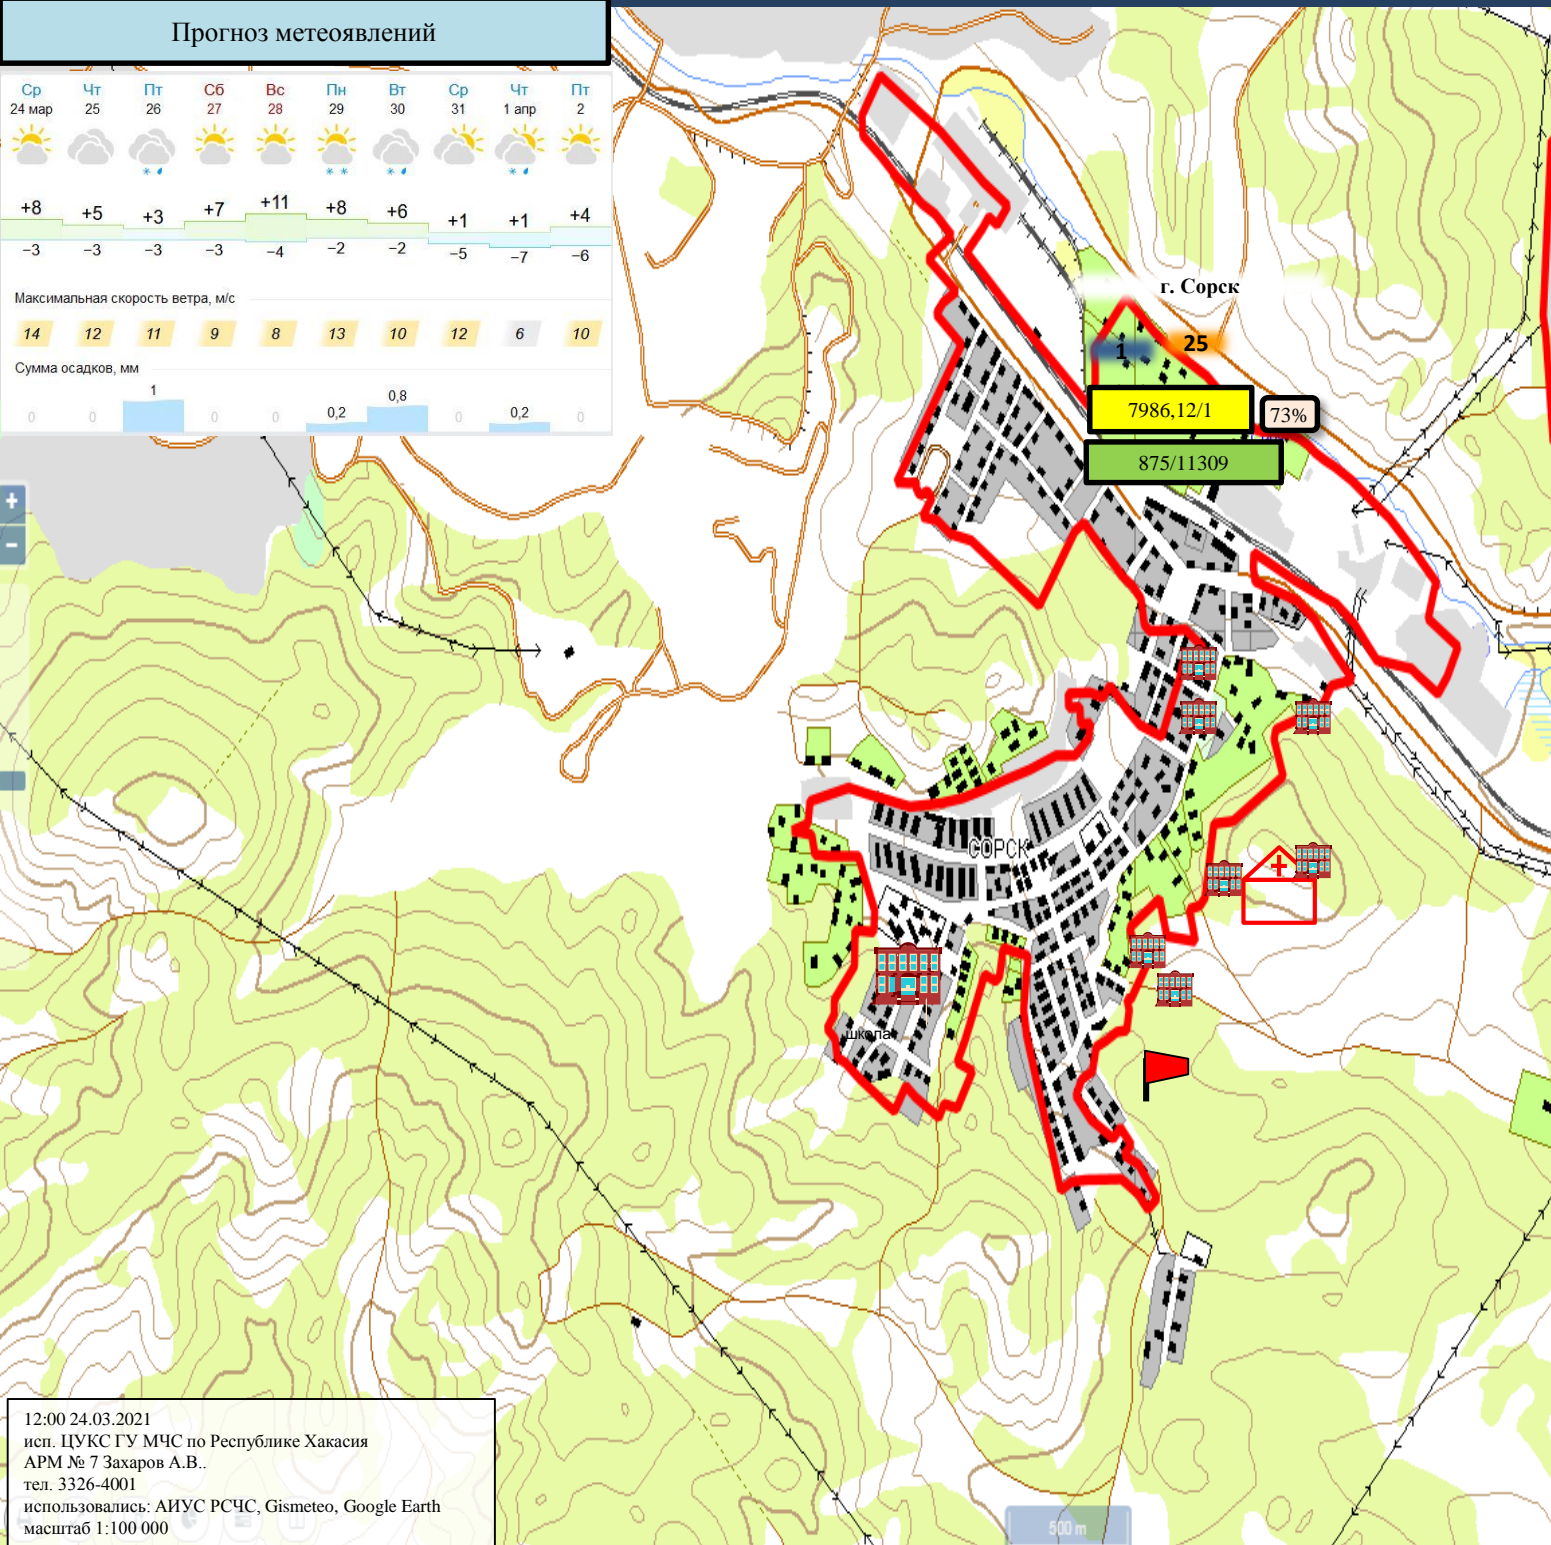 Прогноз метеоявлений
Ср Чт Пт Сб Вс Пн Вт Ср Чт Пт
24 мар 25 26 27 28 29 30 31 1 апр 2
+8 +5 +3 +7 +11 +8 +6 +1 +1 +4
−3 −3 −3 −3 −4 −2 −2 −5 −7 −6
Максимальная скорость ветра, м/с
14 12 11 9 8 13 10 12 6 10
Сумма осадков, мм
0 0 1 0 0 0,2 0,8 0 0,2 0
+
−
г. Сорск
1 25
7986,12/1 73%
875/11309
СОРСК
школа
12:00 24.03.2021
исп. ЦУКС ГУ МЧС по Республике Хакасия
АРМ № 7 Захаров А.В..
тел. 3326-4001
использовались: АИУС РСЧС, Gismeteo, Google Earth
масштаб 1:100 000
500 m